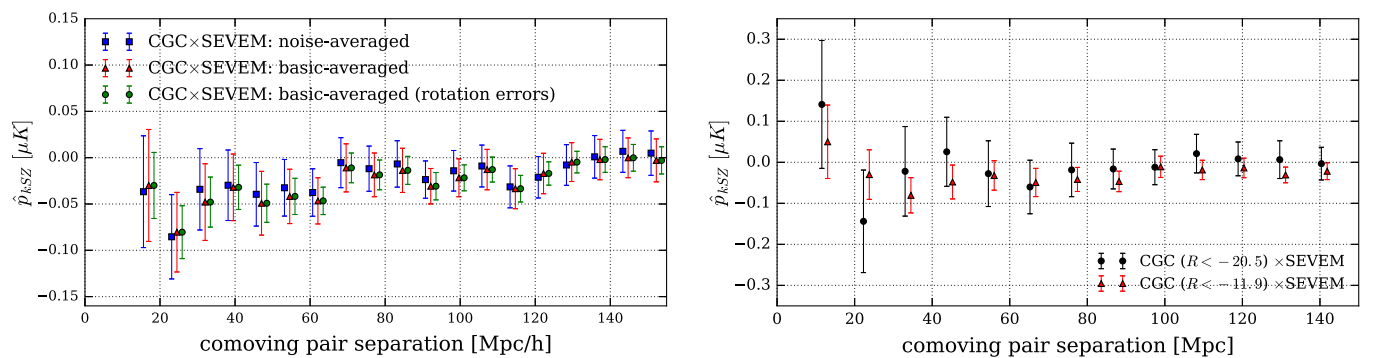 0.15
0.10
0.05
0.00
−0.05
−0.10
−0.15
p̂kSZ [μK]
CGC×SEVEM: noise-averaged
CGC×SEVEM: basic-averaged
CGC×SEVEM: basic-averaged (rotation errors)
0 20 40 60 80 100 120 140
comoving pair separation [Mpc/h]
0.3
0.2
0.1
0.0
−0.1
−0.2
−0.3
p̂kSZ [μK]
CGC (R < −20.5) ×SEVEM
CGC (R < −11.9) ×SEVEM
0 20 40 60 80 100 120 140
comoving pair separation [Mpc]